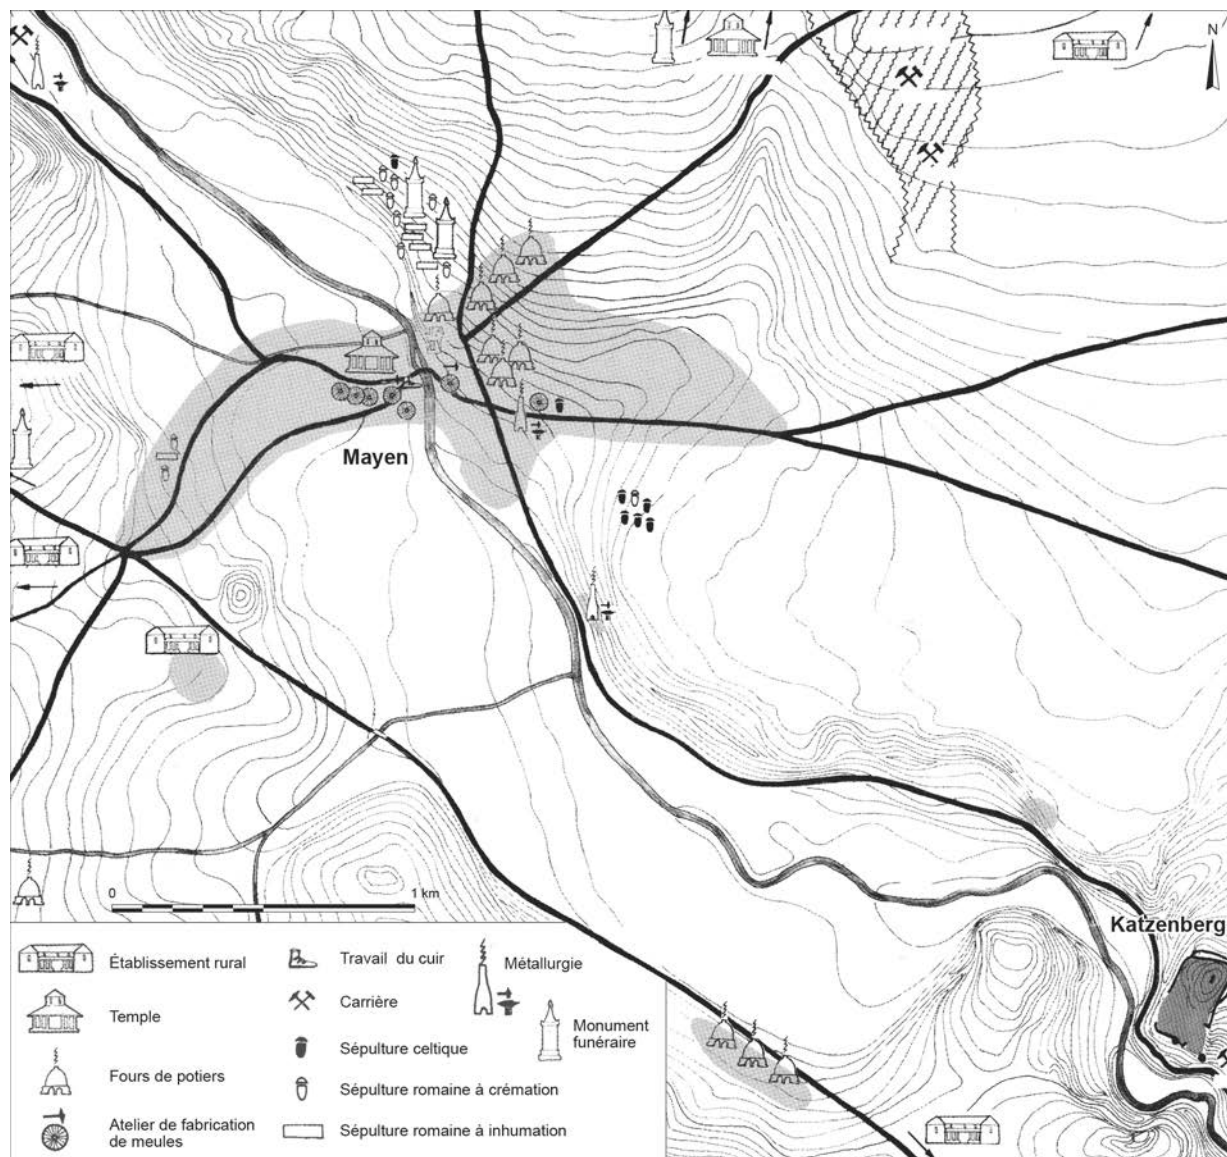 N
Mayen
0
1 km
Katzenberg
Établissement rural
Temple
Fours de potiers
Atelier de fabrication
de meules
Travail du cuir
Carrière
Sépulture celtique
Sépulture romaine à crémation
Sépulture romaine à inhumation
Métallurgie
Monument
funéraire